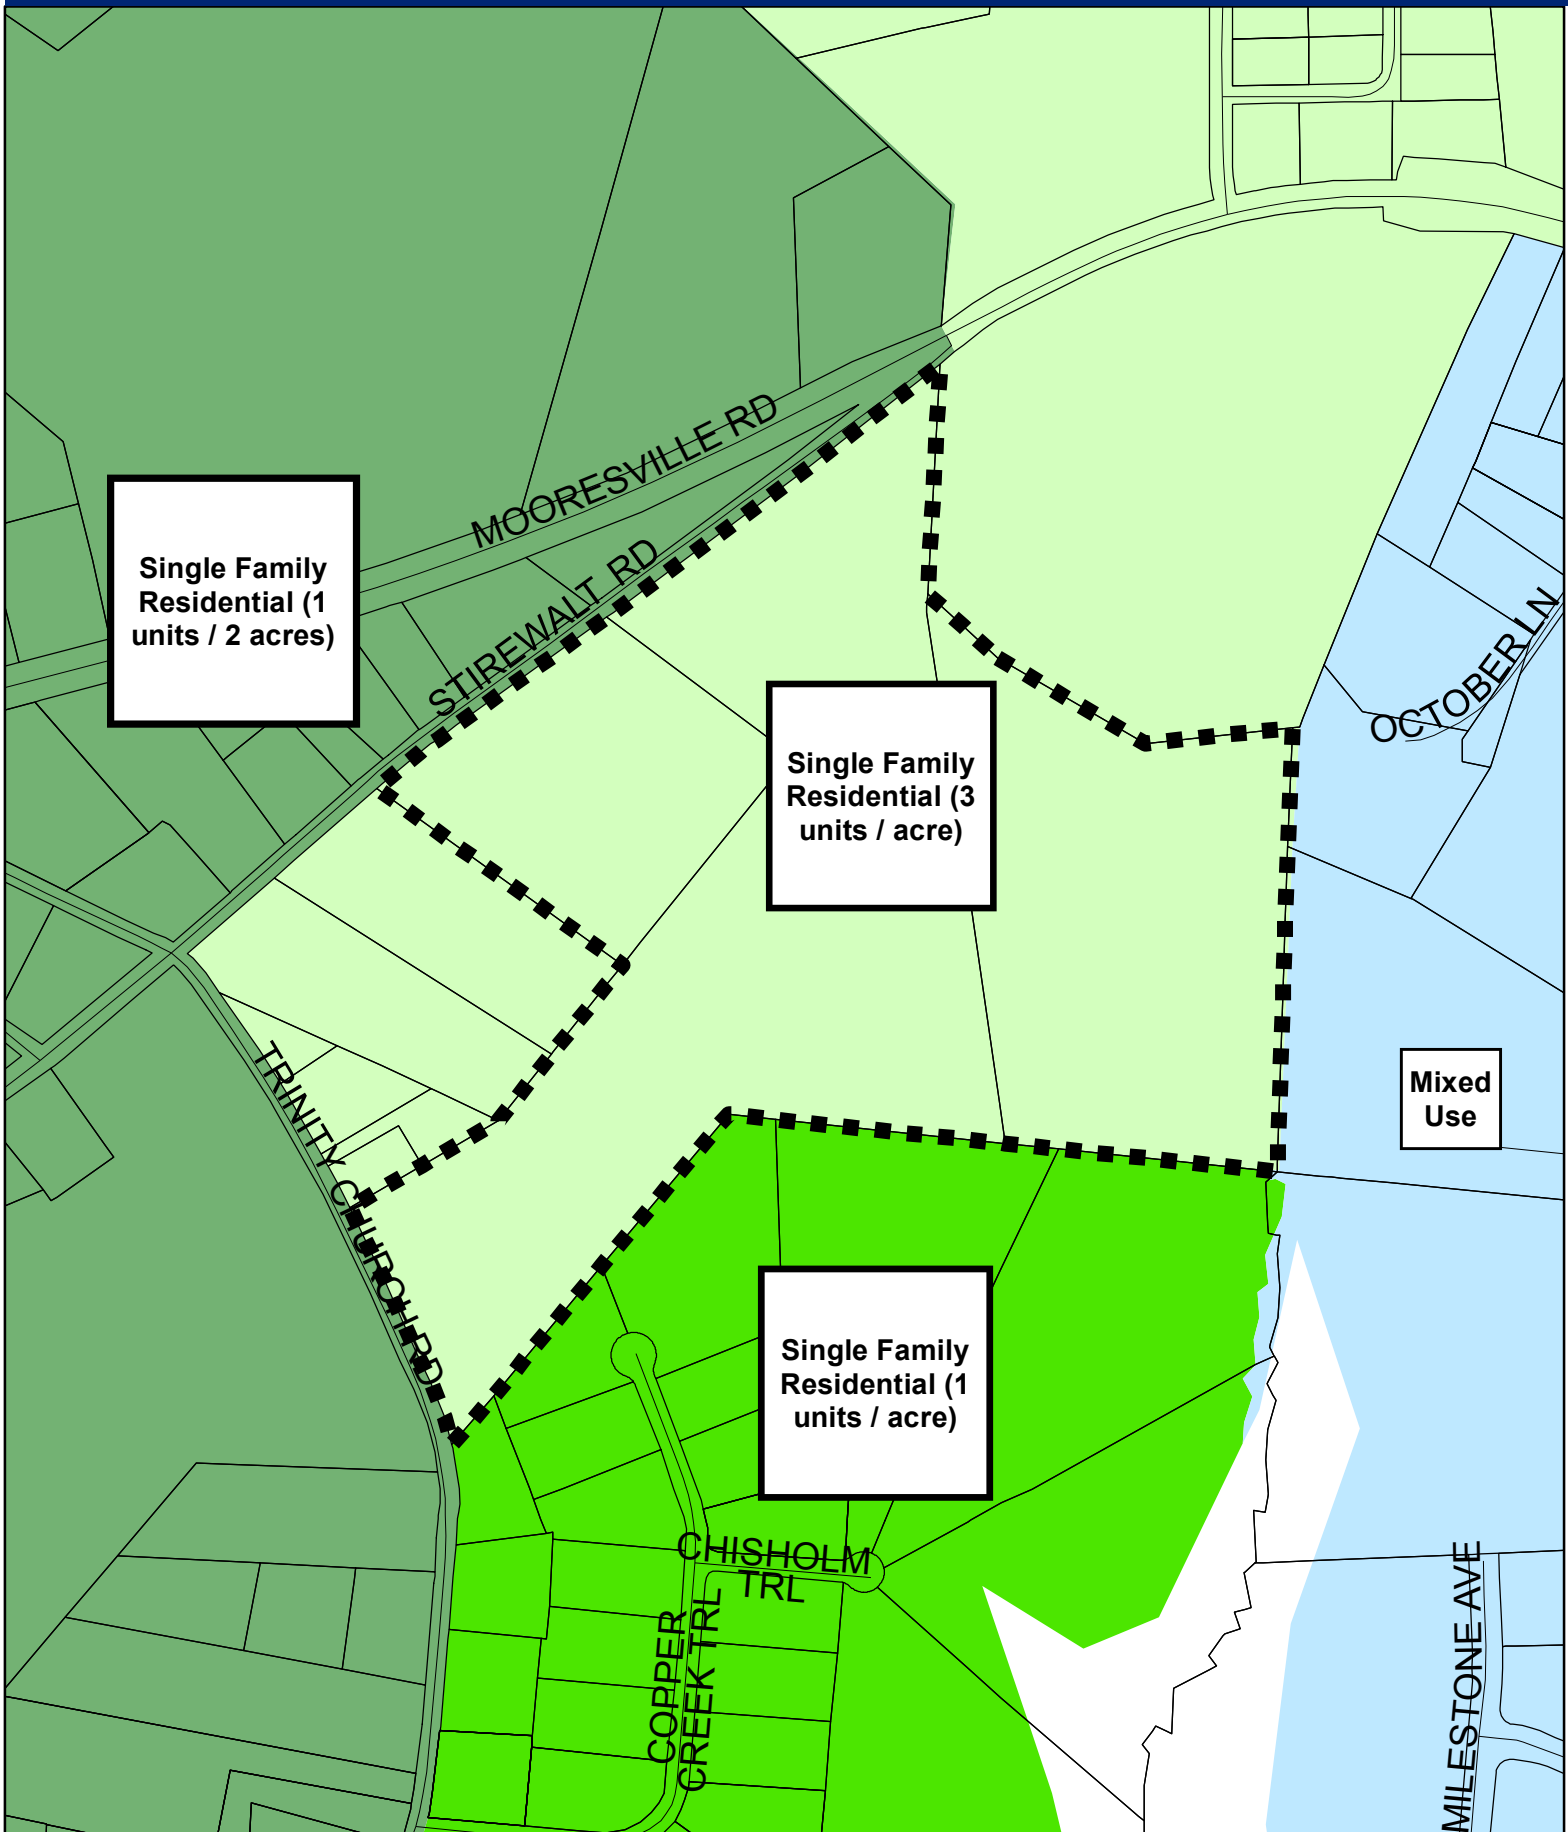 MOORESVILLE RD
Single Family
Residential (1
units / 2 acres)
STIREWALT RD
OCTOBER LN
Single Family
Residential (3
units / acre)
TRINITY CHURCH RD
Mixed
Use
Single Family
Residential (1
units / acre)
CHISHOLM
TRL
COPPER
CREEK TRL
MILESTONE AVE